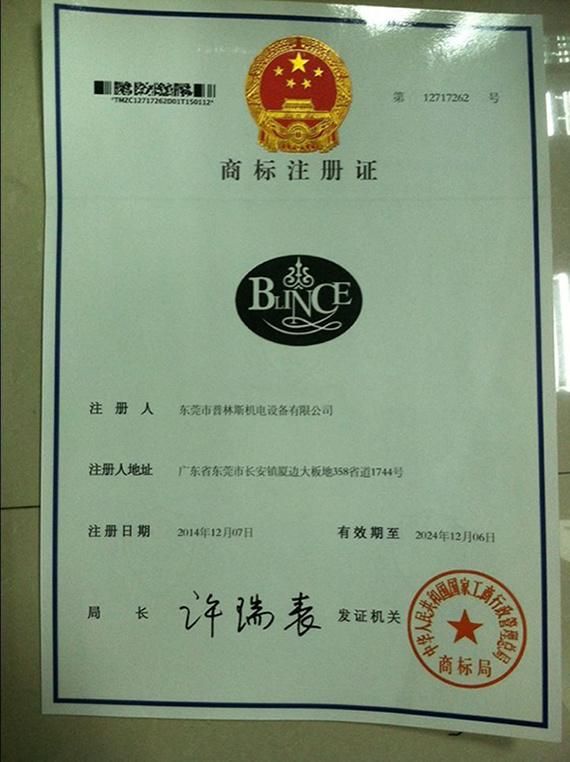 第 12717262 号
*TMZC12717262D01T150112*
商标注册证
BLINCE
注册人 东莞市普林斯机电设备有限公司
注册人地址 广东省东莞市长安镇厦边大板地358省道1744号
注册日期 2014年12月07日 有效期至 2024年12月06日
局长 许瑞表 发证机关
中华人民共和国国家工商行政管理总局
商标局